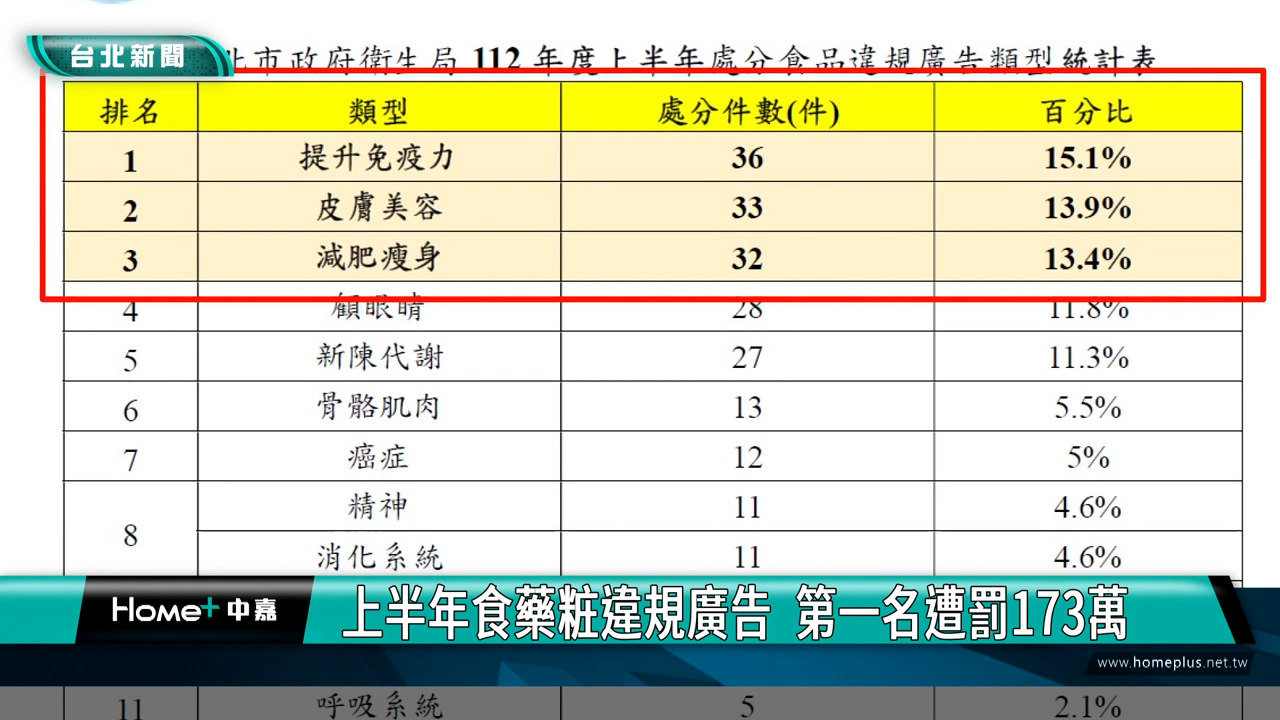 台北新聞
北市政府衛生局 112 年度上半年處分食品違規廣告類型統計表
排名 類型 處分件數(件) 百分比
1 提升免疫力 36 15.1%
2 皮膚美容 33 13.9%
3 減肥瘦身 32 13.4%
4 顧眼睛 28 11.8%
5 新陳代謝 27 11.3%
6 骨骼肌肉 13 5.5%
7 癌症 12 5%
8 精神 11 4.6%
消化系統 11 4.6%
Home+ 中嘉 上半年食藥粧違規廣告 第一名遭罰173萬
www.homeplus.net.tw
11 呼吸系統 5 2.1%